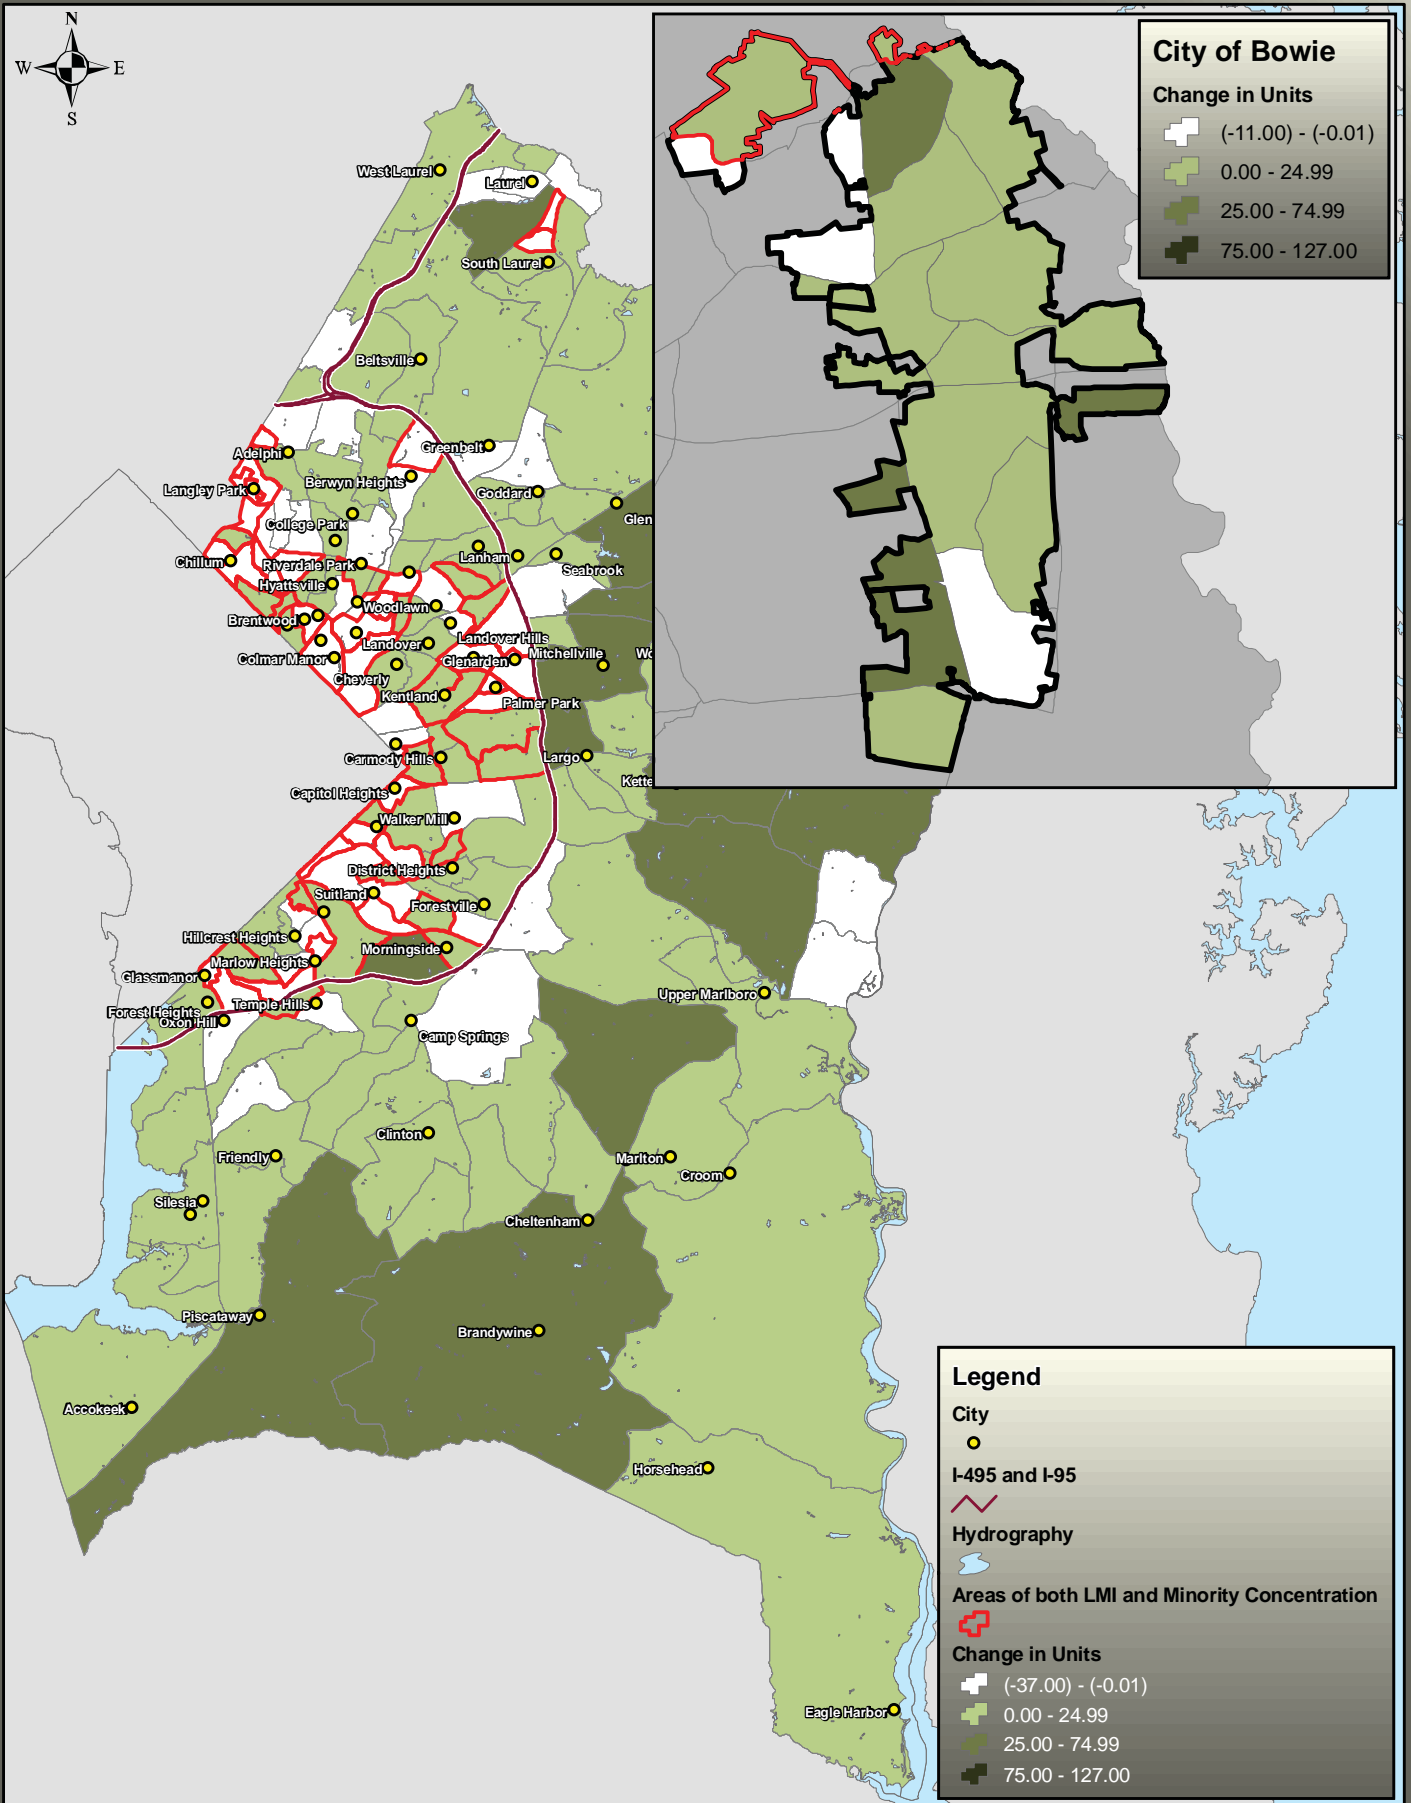 N
W E
S
City of Bowie
Change in Units
(-11.00) - (-0.01)
0.00 - 24.99
25.00 - 74.99
75.00 - 127.00
West Laurel
Laurel
South Laurel
Beltsville
Greenbelt
Adelphi
Berwyn Heights
Langley Park
Goddard
College Park
Glen
Chillum
Riverdale Park
Lanham
Seabrook
Hyattsville
Woodlawn
Brentwood
Landover Hills
Landover
Mitchellville
Wo
Colmar Manor
Glenarden
Cheverly
Kentland
Palmer Park
Carmody Hills
Largo
Kette
Capitol Heights
Walker Mill
District Heights
Suitland
Forestville
Hillcrest Heights
Morningside
Marlow Heights
Glassmanor
Upper Marlboro
Temple Hills
Forest Heights
Oxon Hill
Camp Springs
Clinton
Friendly
Marlton
Croom
Silesia
Cheltenham
Piscataway
Brandywine
Accokeek
Horsehead
Eagle Harbor
Legend
City
I-495 and I-95
Hydrography
Areas of both LMI and Minority Concentration
Change in Units
(-37.00) - (-0.01)
0.00 - 24.99
25.00 - 74.99
75.00 - 127.00